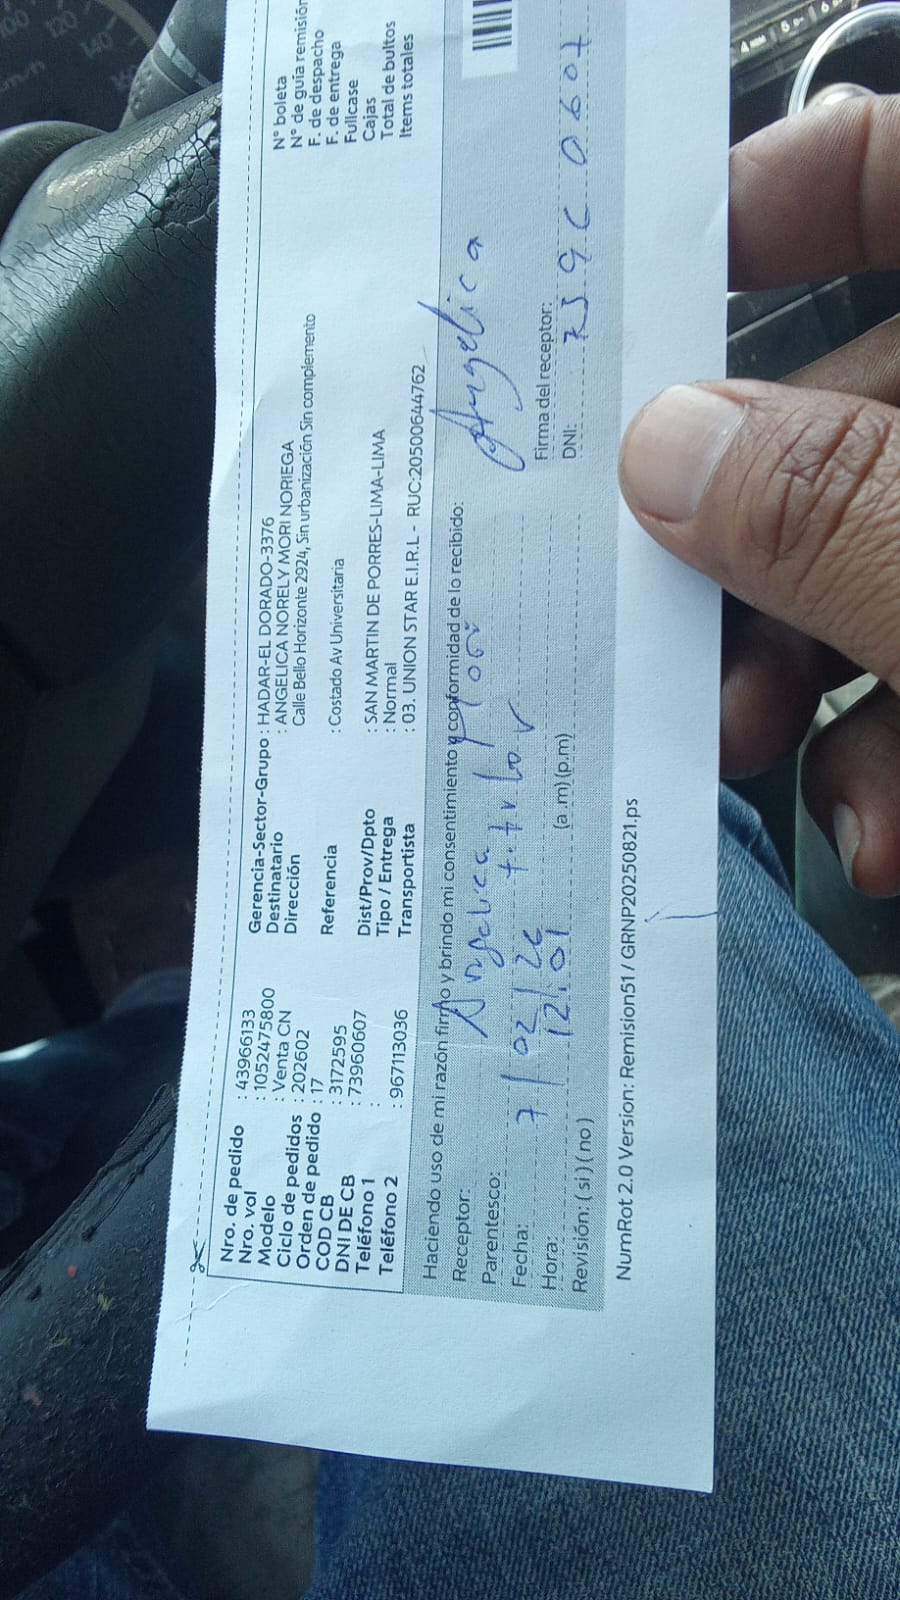 Nro. de pedido : 43966133
Nro. vol : 1052475800
Modelo : Venta CN
Ciclo de pedidos : 202602
Orden de pedido : 17
COD CB : 3172595
DNI DE CB : 73960607
Teléfono 1 :
Teléfono 2 : 967113036
Gerencia-Sector-Grupo : HADAR-EL DORADO-3376
Destinatario : ANGELICA NORELY MORI NORIEGA
Dirección Calle Bello Horizonte 2924, Sin urbanización Sin complemento
Referencia : Costado Av Universitaria
Dist/Prov/Dpto : SAN MARTIN DE PORRES-LIMA-LIMA
Tipo / Entrega : Normal
Transportista : 03. UNION STAR E.I.R.L - RUC:20500644762
N° boleta
N° de guía remisión
F. de despacho
F. de entrega
Fullcase
Cajas
Total de bultos
Items totales
Haciendo uso de mi razón firmo y brindo mi consentimiento y conformidad de lo recibido:
Receptor: Angelica
Parentesco: titular
Fecha: 7/02/26
Hora: 12:01 (a .m) (p.m)
Revisión: ( si ) ( no )
Angelica
Firma del receptor:
DNI: 73960607
NumRot 2.0 Version: Remision51 / GRNP20250821.ps